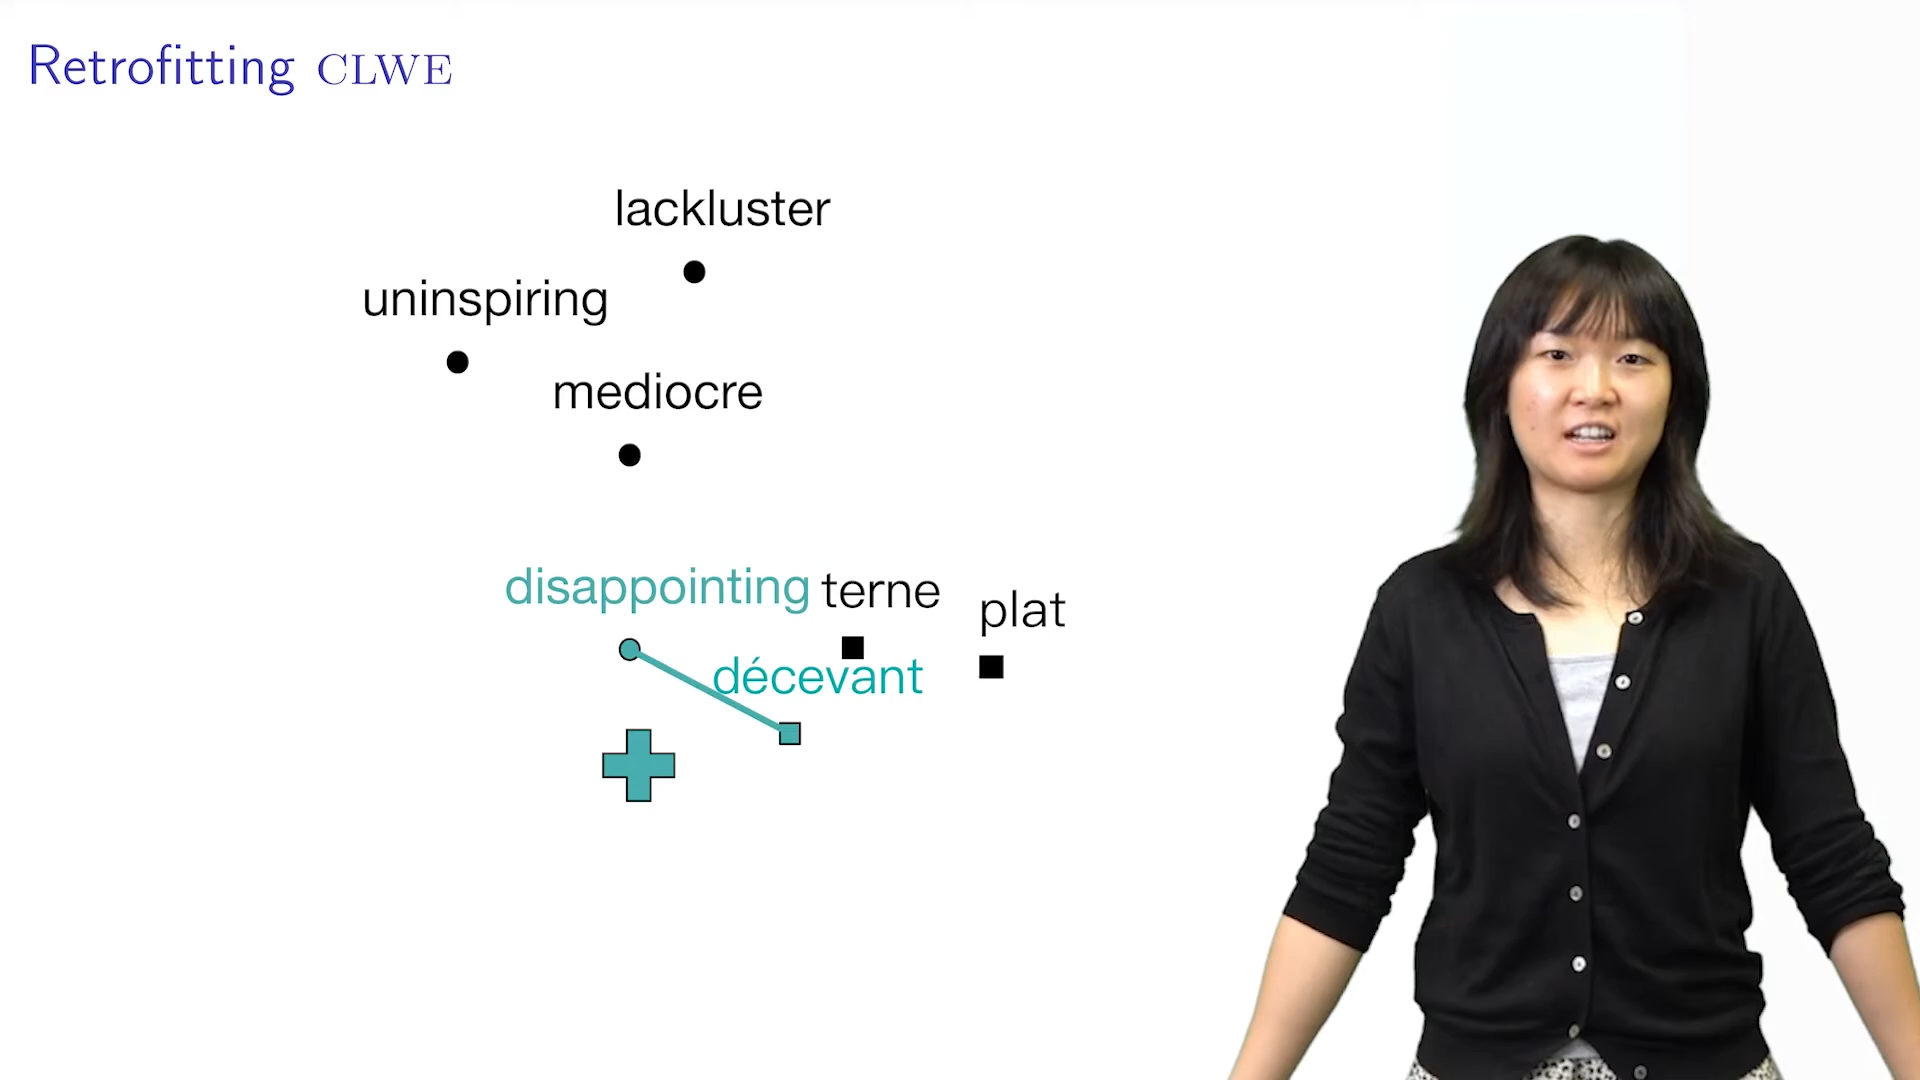 Retrofitting CLWE
lackluster
uninspiring
mediocre
disappointing
terne
plat
décevant